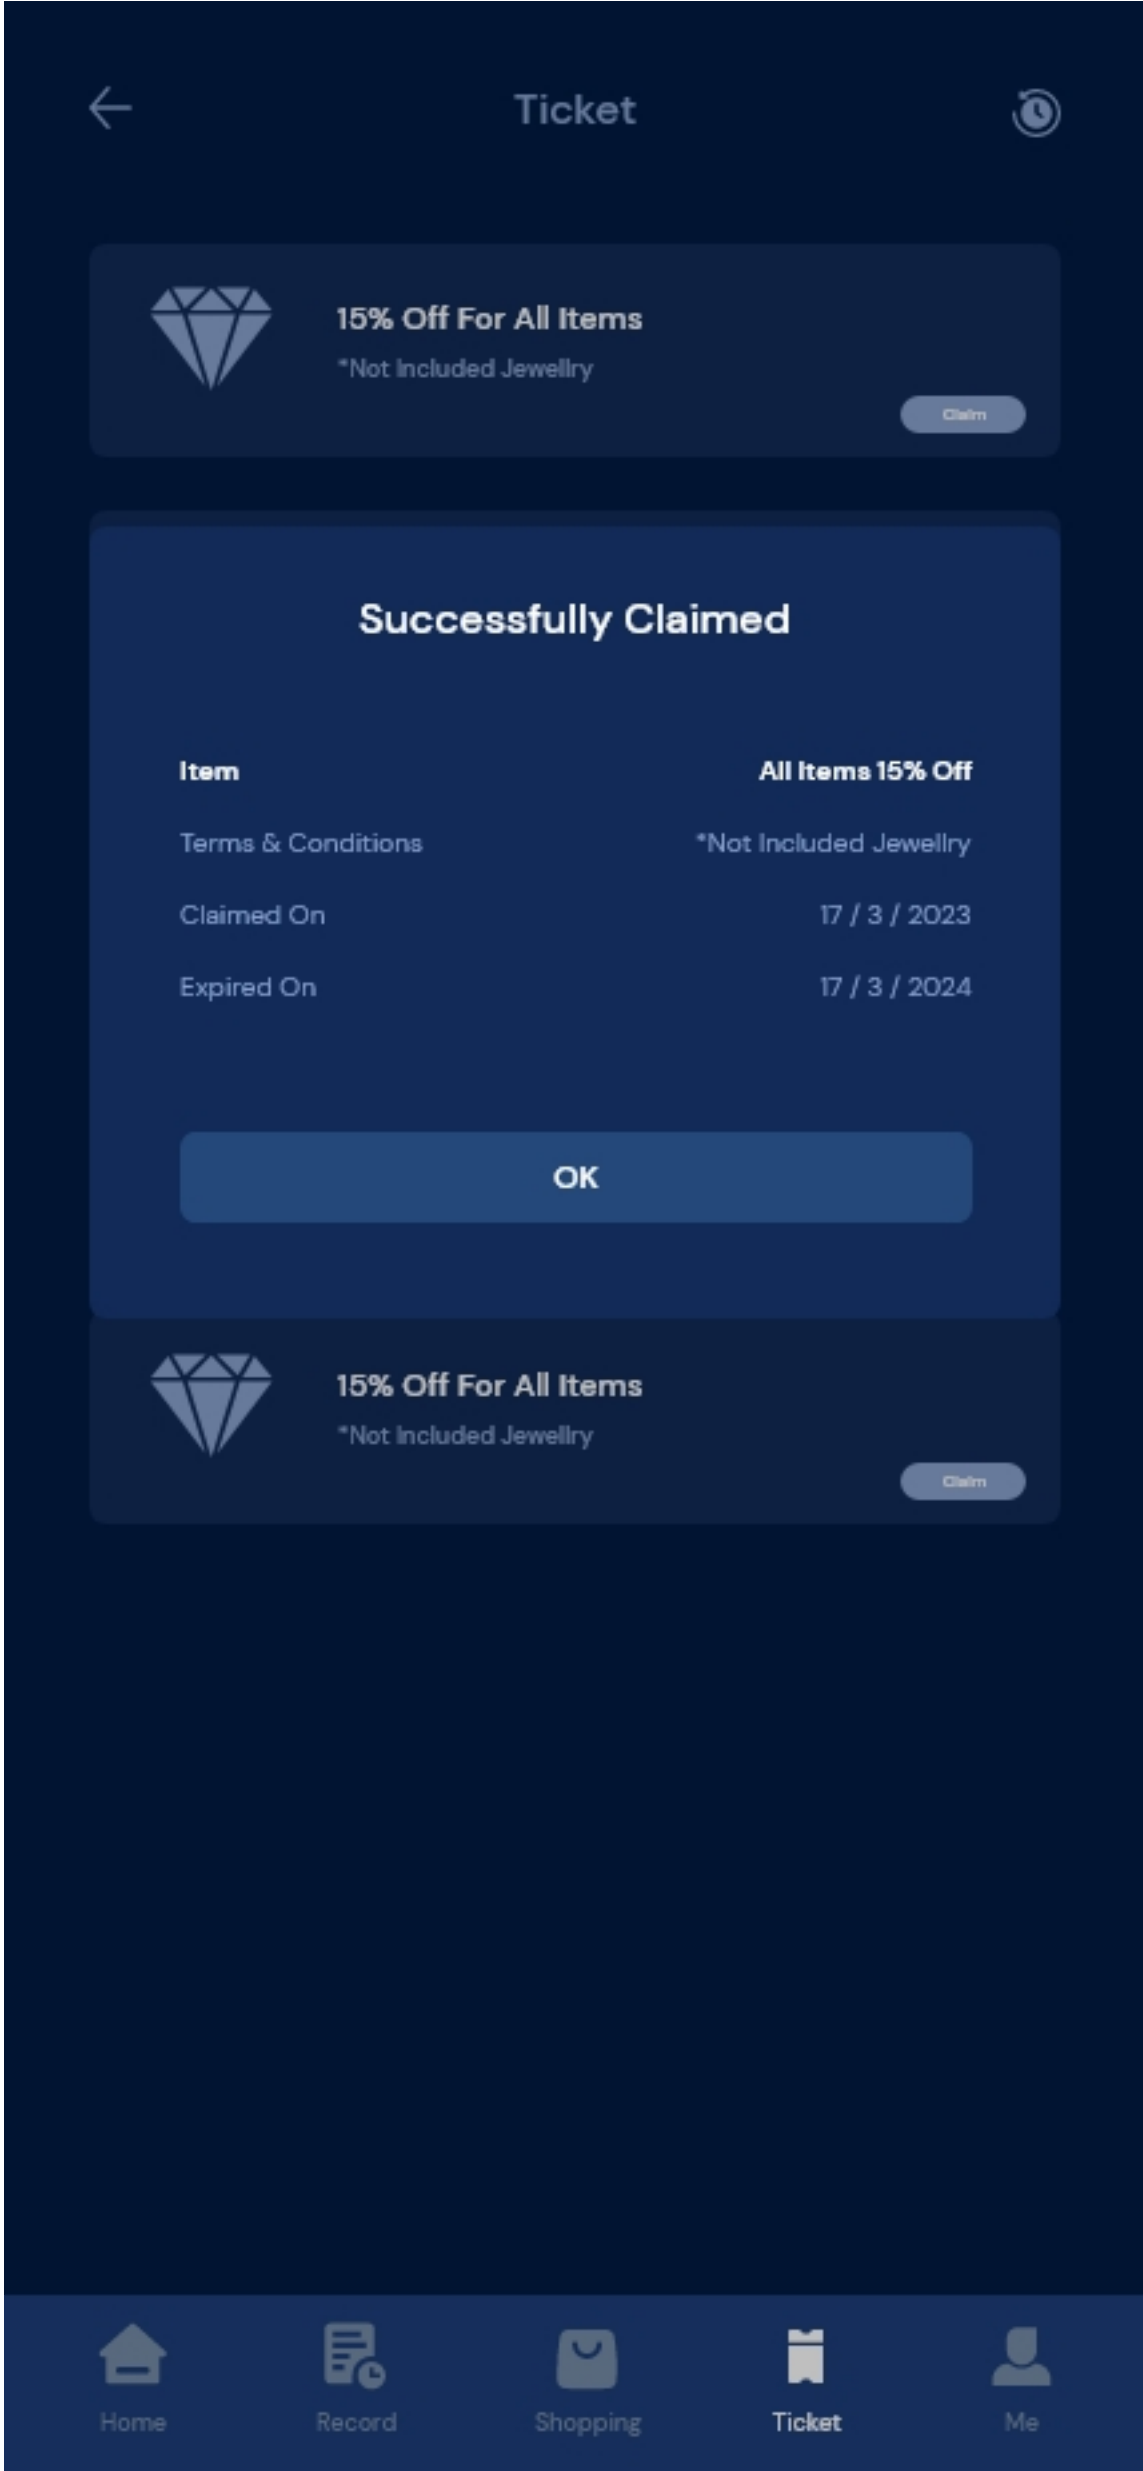 Ticket
15% Off For All Items
*Not Included Jewellry
Claim
Successfully Claimed
Item All Items 15% Off
Terms & Conditions *Not Included Jewellry
Claimed On 17 / 3 / 2023
Expired On 17 / 3 / 2024
OK
15% Off For All Items
*Not Included Jewellry
Claim
Home Record Shopping Ticket Me